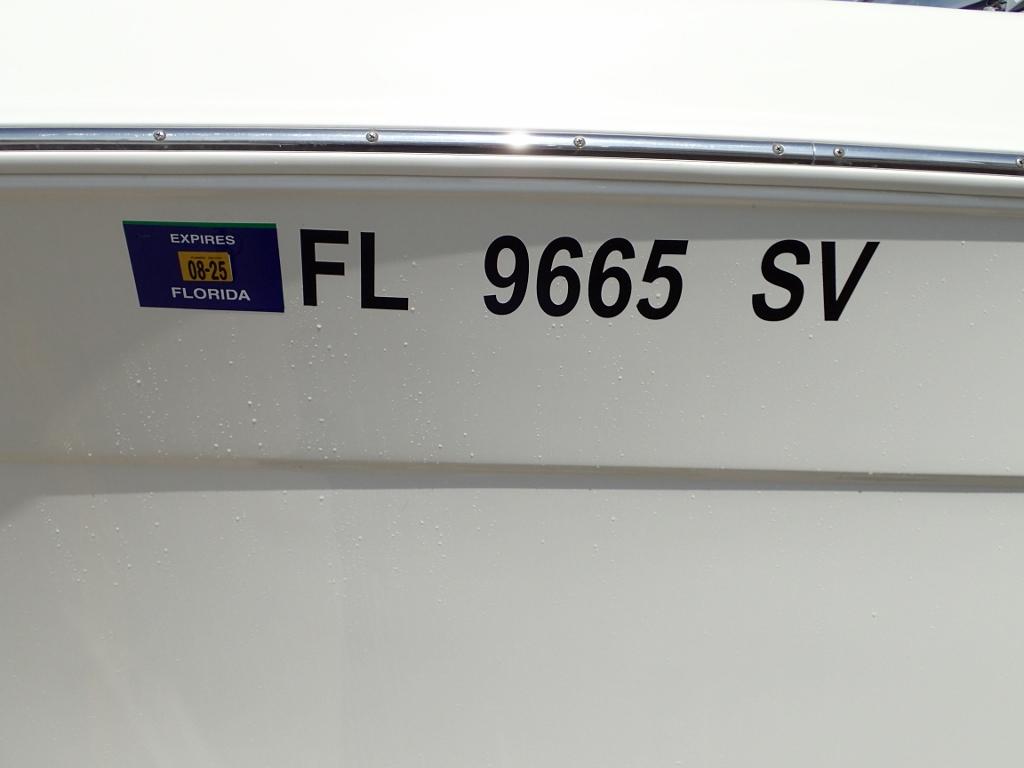 EXPIRES
08-25
FLORIDA
FL 9665 SV